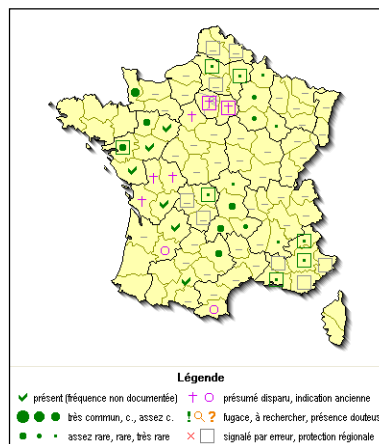 Légende
présent (fréquence non documentée) présumé disparu, indication ancienne
très commun, c., assez c. fugace, à rechercher, présence douteus
assez rare, rare, très rare signalé par erreur, protection régionale